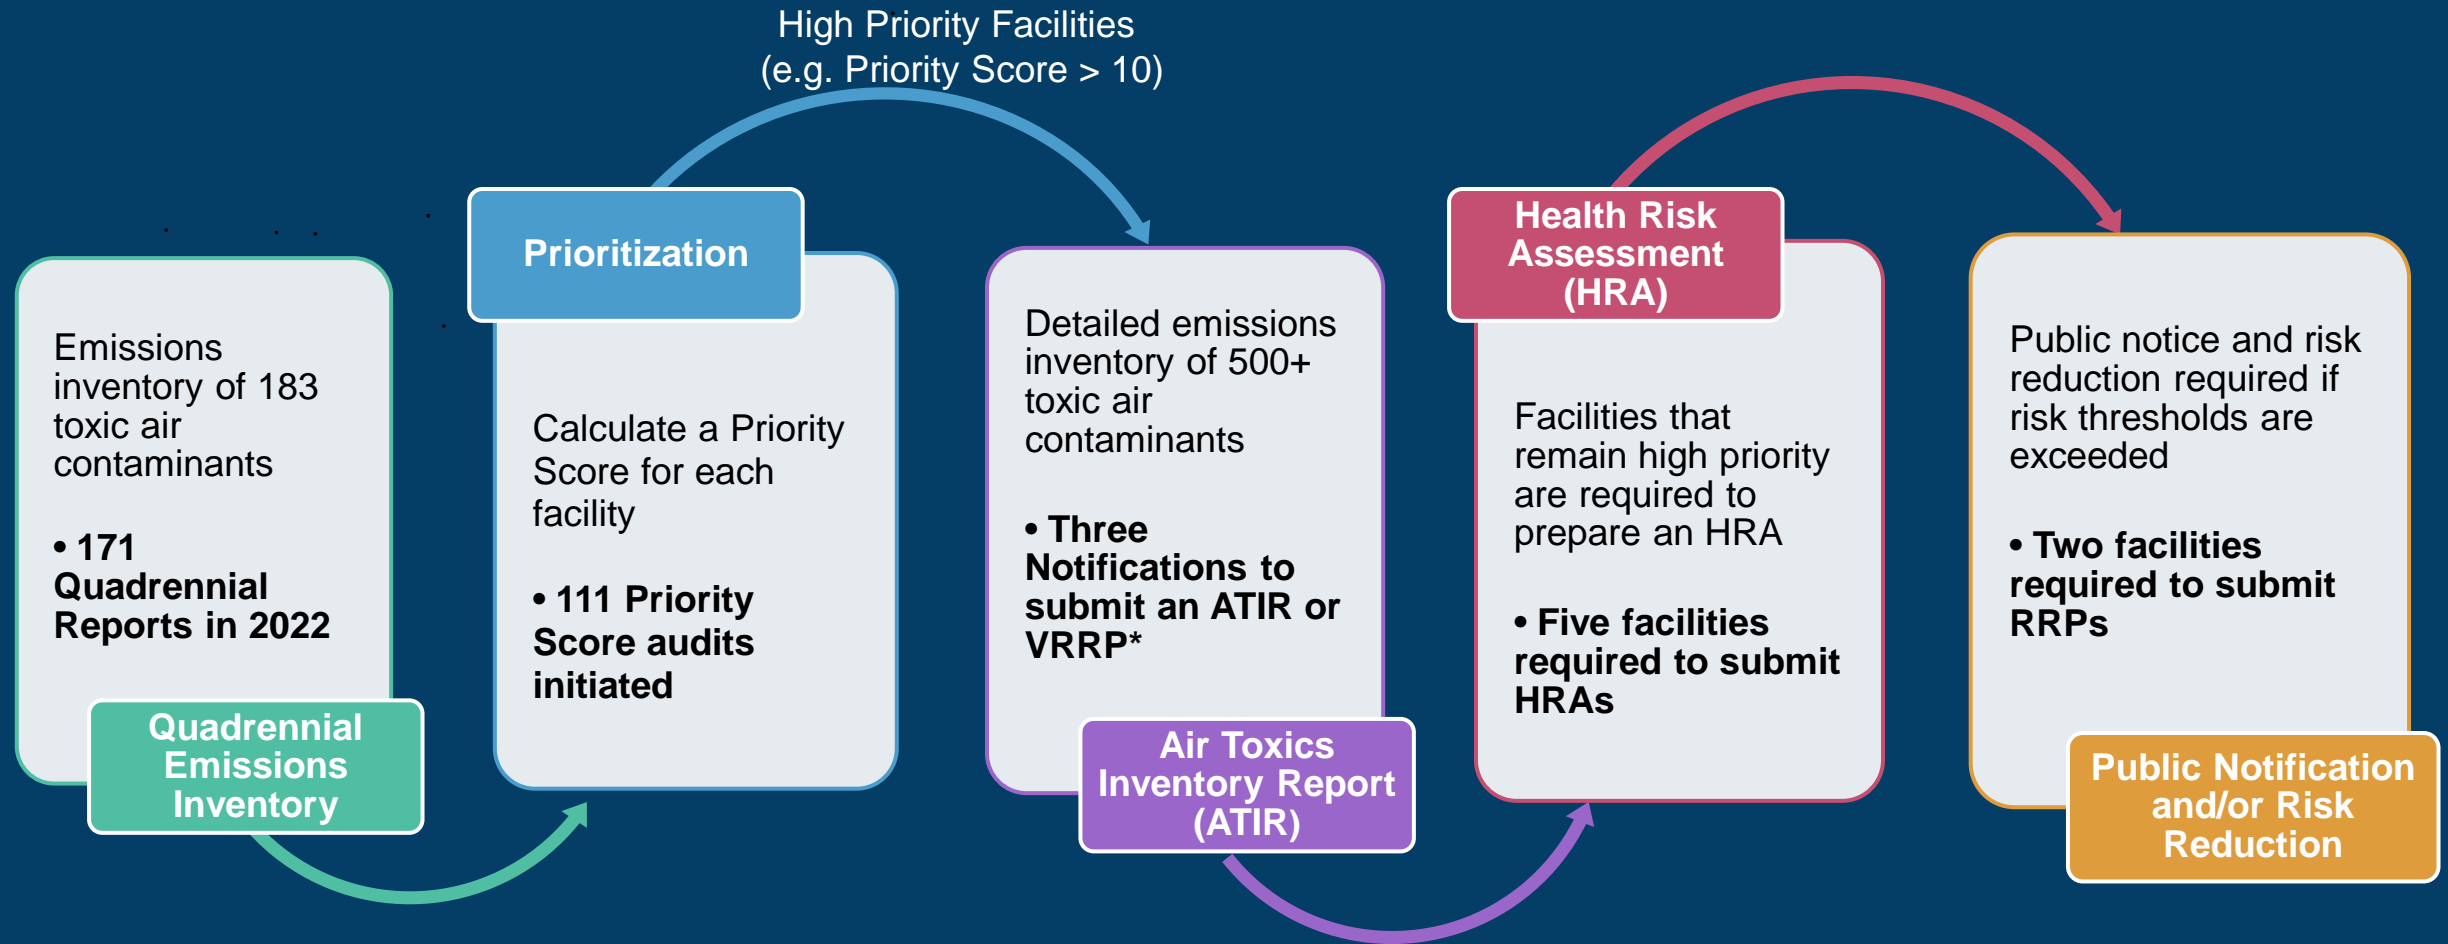 High Priority Facilities
(e.g. Priority Score > 10)
Emissions
inventory of 183
toxic air
contaminants
• 171
Quadrennial
Reports in 2022
Quadrennial
Emissions
Inventory
Prioritization
Calculate a Priority
Score for each
facility
• 111 Priority
Score audits
initiated
Detailed emissions
inventory of 500+
toxic air
contaminants
• Three
Notifications to
submit an ATIR or
VRRP*
Air Toxics
Inventory Report
(ATIR)
Health Risk
Assessment
(HRA)
Facilities that
remain high priority
are required to
prepare an HRA
• Five facilities
required to submit
HRAs
Public notice and risk
reduction required if
risk thresholds are
exceeded
• Two facilities
required to submit
RRPs
Public Notification
and/or Risk
Reduction